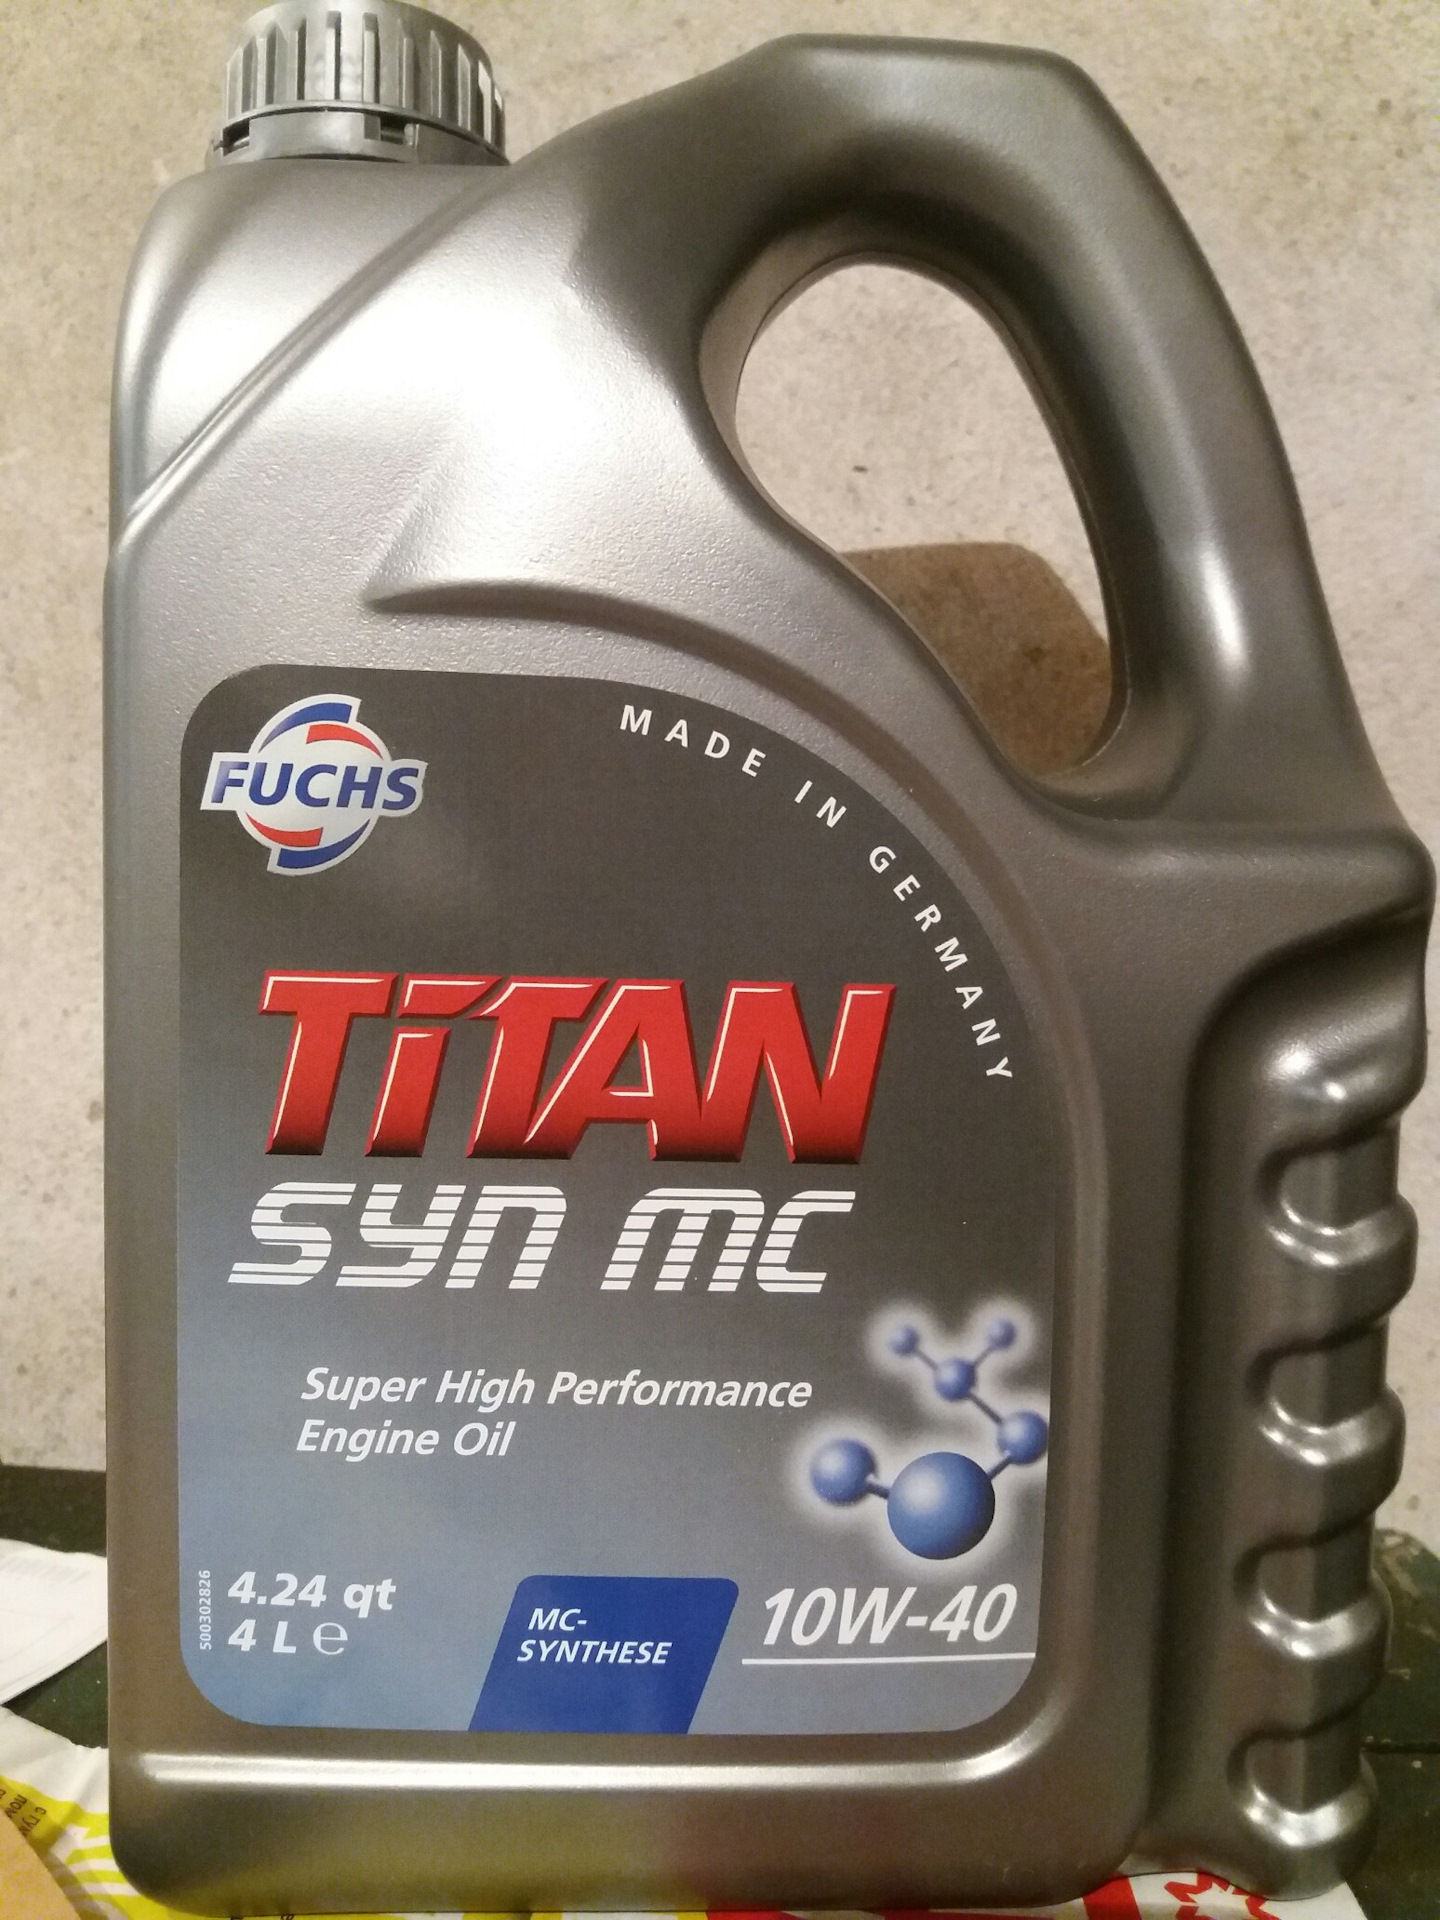 FUCHS
MADE IN GERMANY
TiTAN
SYN MC
Super High Performance
Engine Oil
500302826
4.24 qt
4 L ℮
MC-
SYNTHESE
10W-40